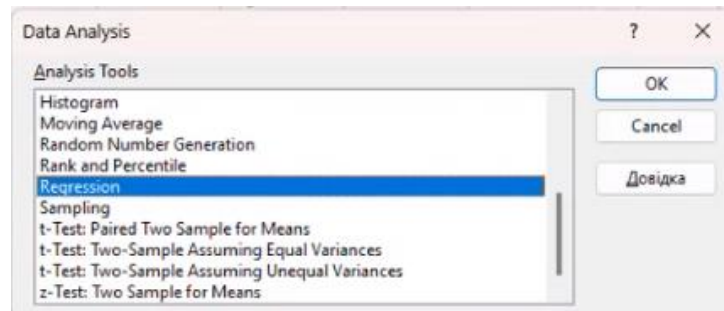 Data Analysis ? ×
Analysis Tools
Histogram
Moving Average
Random Number Generation
Rank and Percentile
Regression
Sampling
t-Test: Paired Two Sample for Means
t-Test: Two-Sample Assuming Equal Variances
t-Test: Two-Sample Assuming Unequal Variances
z-Test: Two Sample for Means
OK
Cancel
Довідка